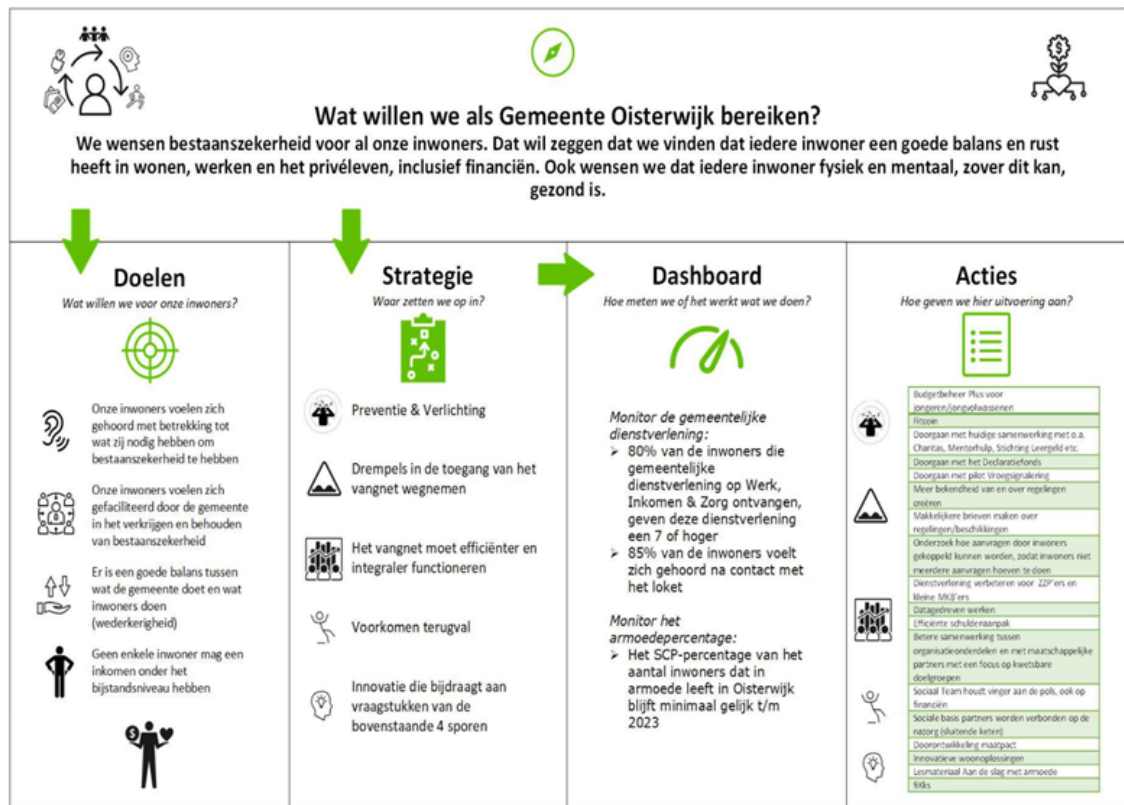 Wat willen we als Gemeente Oisterwijk bereiken?
We wensen bestaanszekerheid voor al onze inwoners. Dat wil zeggen dat we vinden dat iedere inwoner een goede balans en rust
heeft in wonen, werken en het privéleven, inclusief financiën. Ook wensen we dat iedere inwoner fysiek en mentaal, zover dit kan,
gezond is.
Doelen
Wat willen we voor onze inwoners?
Onze inwoners voelen zich
gehoord met betrekking tot
wat zij nodig hebben om
bestaanszekerheid te hebben
Onze inwoners voelen zich
gefaciliteerd door de gemeente
in het verkrijgen en behouden
van bestaanszekerheid
Er is een goede balans tussen
wat de gemeente doet en wat
inwoners doen
(wederkerigheid)
Geen enkele inwoner mag een
inkomen onder het
bijstandsniveau hebben
Strategie
Waar zetten we op in?
Preventie & Verlichting
Drempels in de toegang van het
vangnet wegnemen
Het vangnet moet efficiënter en
integraler functioneren
Voorkomen terugval
Innovatie die bijdraagt aan
vraagstukken van de
bovenstaande 4 sporen
Dashboard
Hoe meten we of het werkt wat we doen?
Monitor de gemeentelijke
dienstverlening:
➢ 80% van de inwoners die
gemeentelijke
dienstverlening op Werk,
Inkomen & Zorg ontvangen,
geven deze dienstverlening
een 7 of hoger
➢ 85% van de inwoners voelt
zich gehoord na contact met
het loket
Monitor het
armoedepercentage:
➢ Het SCP-percentage van het
aantal inwoners dat in
armoede leeft in Oisterwijk
blijft minimaal gelijk t/m
2023
Acties
Hoe geven we hier uitvoering aan?
Budgetbeheer Plus voor
jongeren/jongvolwassenen
Doorgaan met huidige samenwerking met o.a.
Charitas, Mentorhulp, Stichting Leergeld etc.
Doorgaan met het Declaratiefonds
Doorgaan met pilot Vroegsignalering
Meer bekendheid van en over regelingen
creëren
Makkelijkere brieven maken over
regelingen/beschikkingen
Onderzoek hoe aanvragen door inwoners
gekoppeld kunnen worden, zodat inwoners niet
meerdere aanvragen hoeven te doen
Dienstverlening verbeteren voor ZZP'ers en
kleine MKB'ers
Datagedreven werken
Efficiënte schuldenaanpak
Betere samenwerking tussen
organisatieonderdelen en met maatschappelijke
partners met een focus op kwetsbare
doelgroepen
Sociaal Team houdt vinger aan de pols, ook op
financiën
Sociale basis partners worden verbonden op de
nazorg (sluitende keten)
Doorontwikkeling maatpact
Innovatieve woonoplossingen
Lesmateriaal Aan de slag met armoede